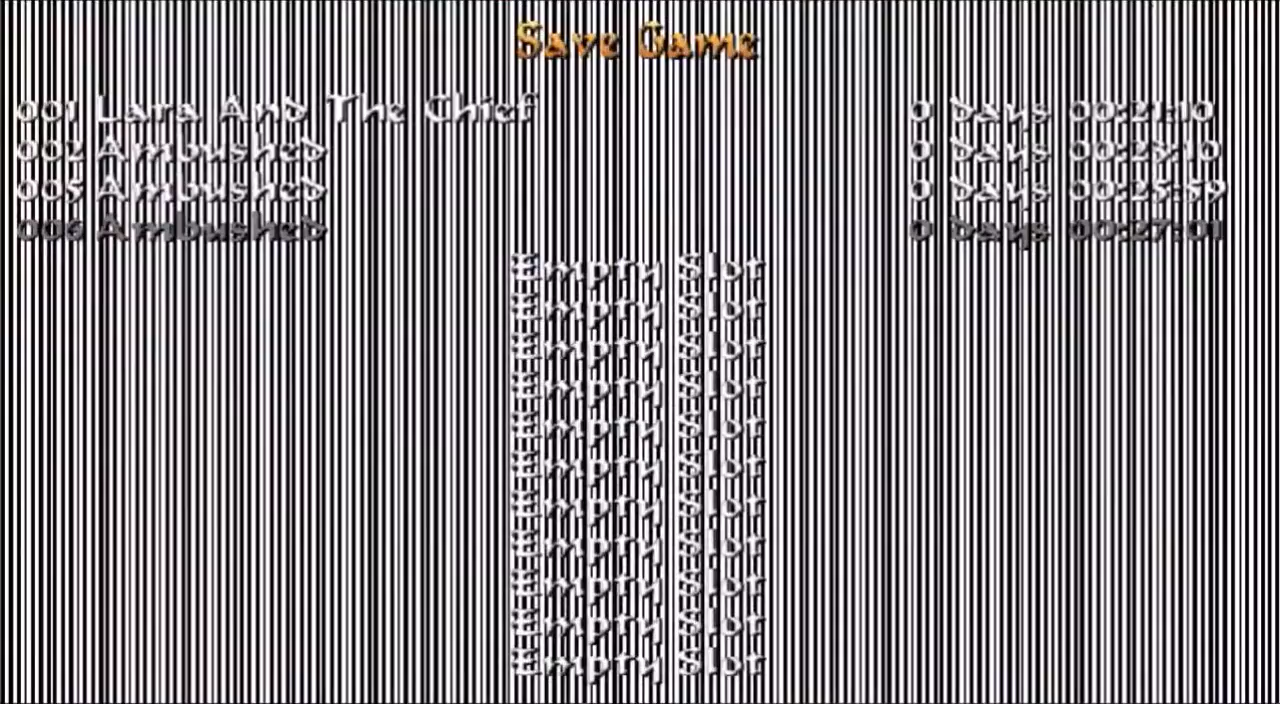 Save Game
001 Lara And The Chief 0 days 00:21:10
002 Ambushed 0 days 00:23:10
005 Ambushed 0 days 00:25:59
006 Ambushed 0 days 00:27:01
Empty Slot
Empty Slot
Empty Slot
Empty Slot
Empty Slot
Empty Slot
Empty Slot
Empty Slot
Empty Slot
Empty Slot
Empty Slot